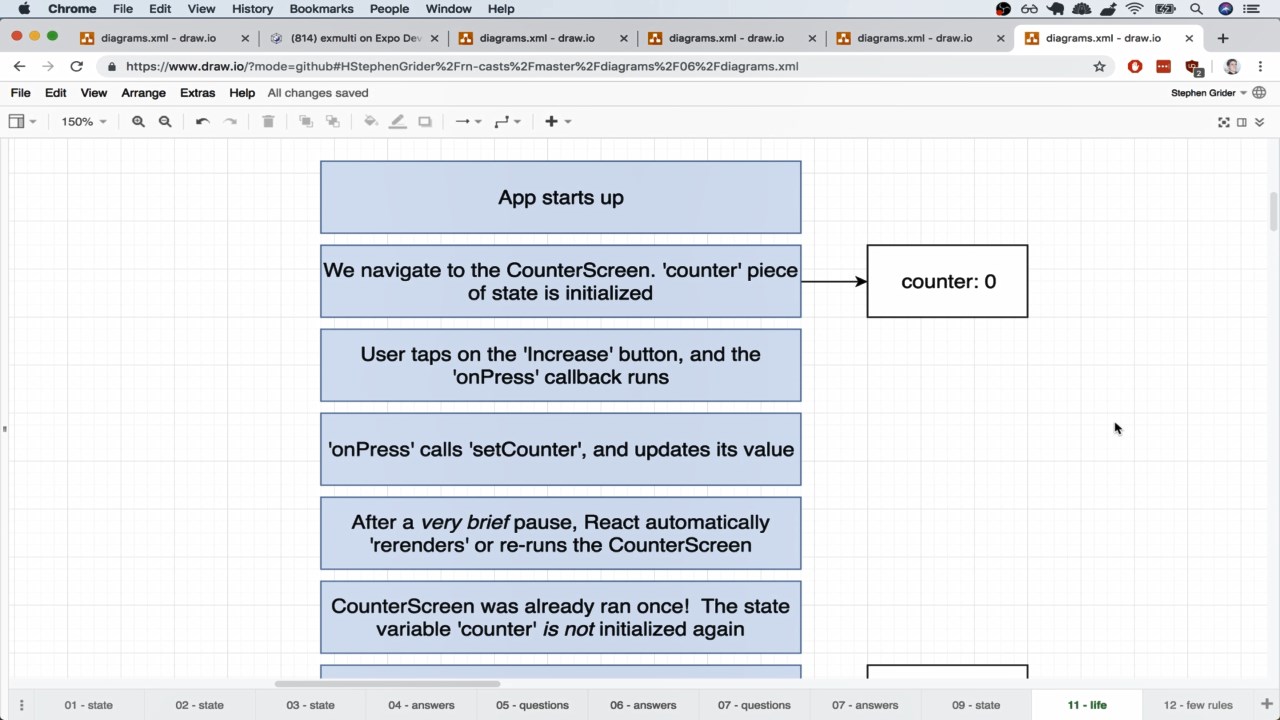 Chrome File Edit View History Bookmarks People Window Help
diagrams.xml - draw.io
(814) exmulti on Expo Dev
diagrams.xml - draw.io
diagrams.xml - draw.io
diagrams.xml - draw.io
diagrams.xml - draw.io
https://www.draw.io/?mode=github#HStephenGrider%2Frn-casts%2Fmaster%2Fdiagrams%2F06%2Fdiagrams.xml
2
File Edit View Arrange Extras Help All changes saved
Stephen Grider
150%
App starts up
We navigate to the CounterScreen. 'counter' piece
of state is initialized
counter: 0
User taps on the 'Increase' button, and the
'onPress' callback runs
'onPress' calls 'setCounter', and updates its value
After a very brief pause, React automatically
'rerenders' or re-runs the CounterScreen
CounterScreen was already ran once! The state
variable 'counter' is not initialized again
01 - state
02 - state
03 - state
04 - answers
05 - questions
06 - answers
07 - questions
07 - answers
09 - state
11 - life
12 - few rules